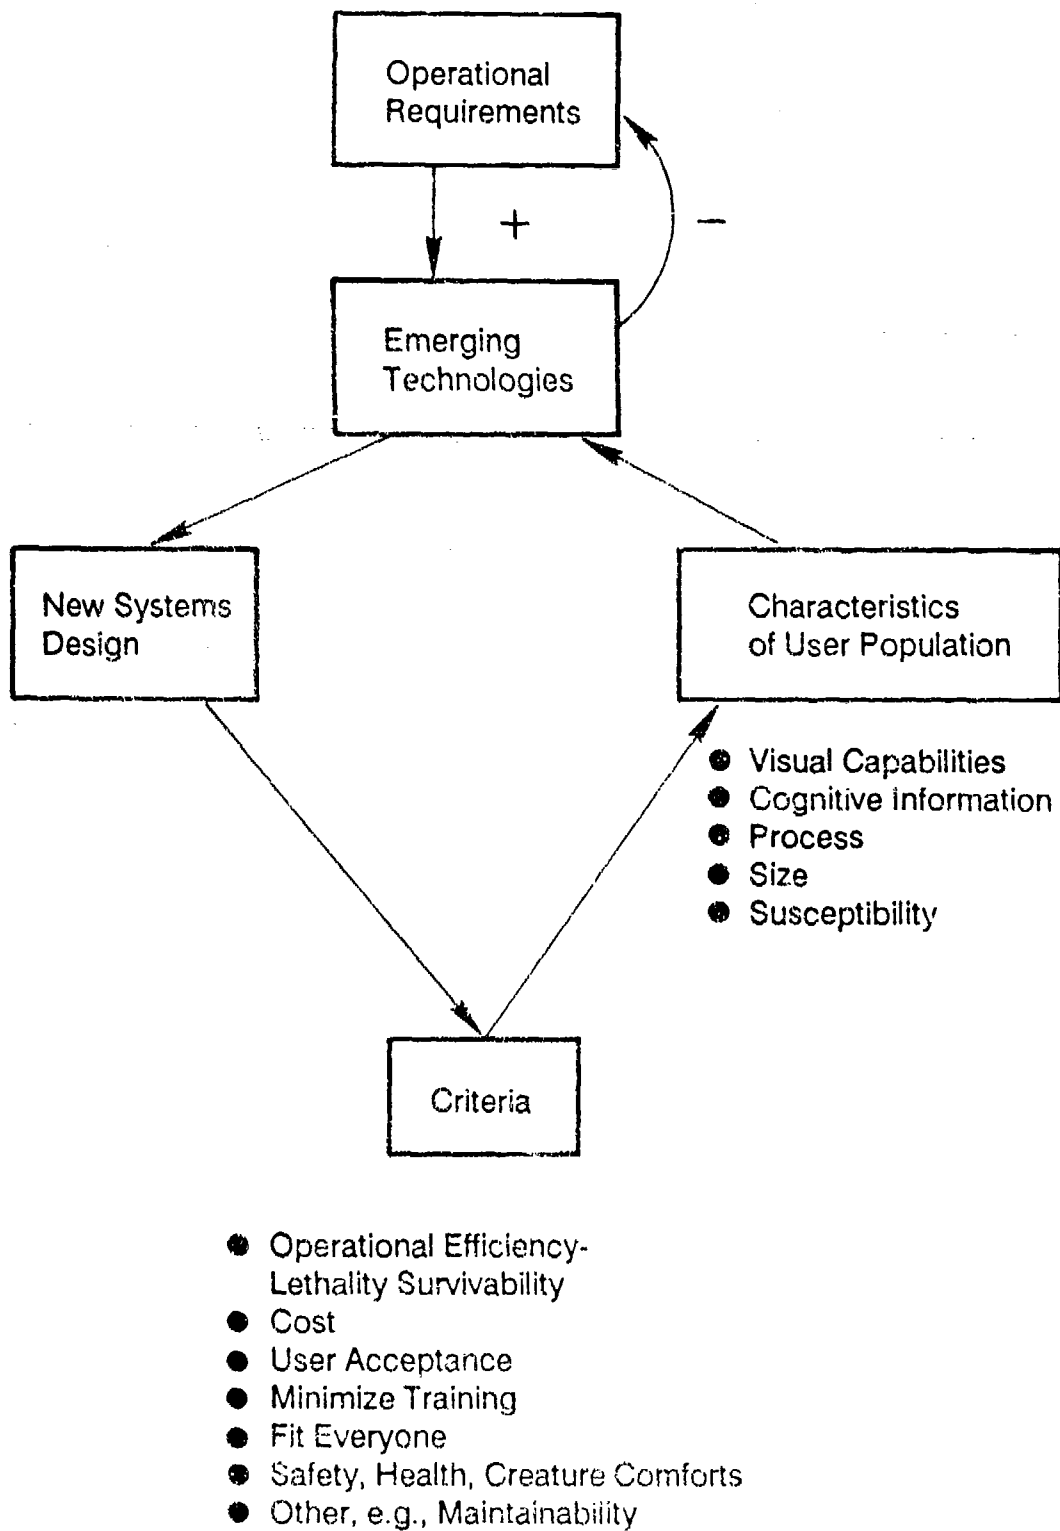 Operational
Requirements
+
−
Emerging
Technologies
New Systems
Design
Characteristics
of User Population
● Visual Capabilities
● Cognitive Information
● Process
● Size
● Susceptibility
Criteria
● Operational Efficiency-
Lethality Survivability
● Cost
● User Acceptance
● Minimize Training
● Fit Everyone
● Safety, Health, Creature Comforts
● Other, e.g., Maintainability